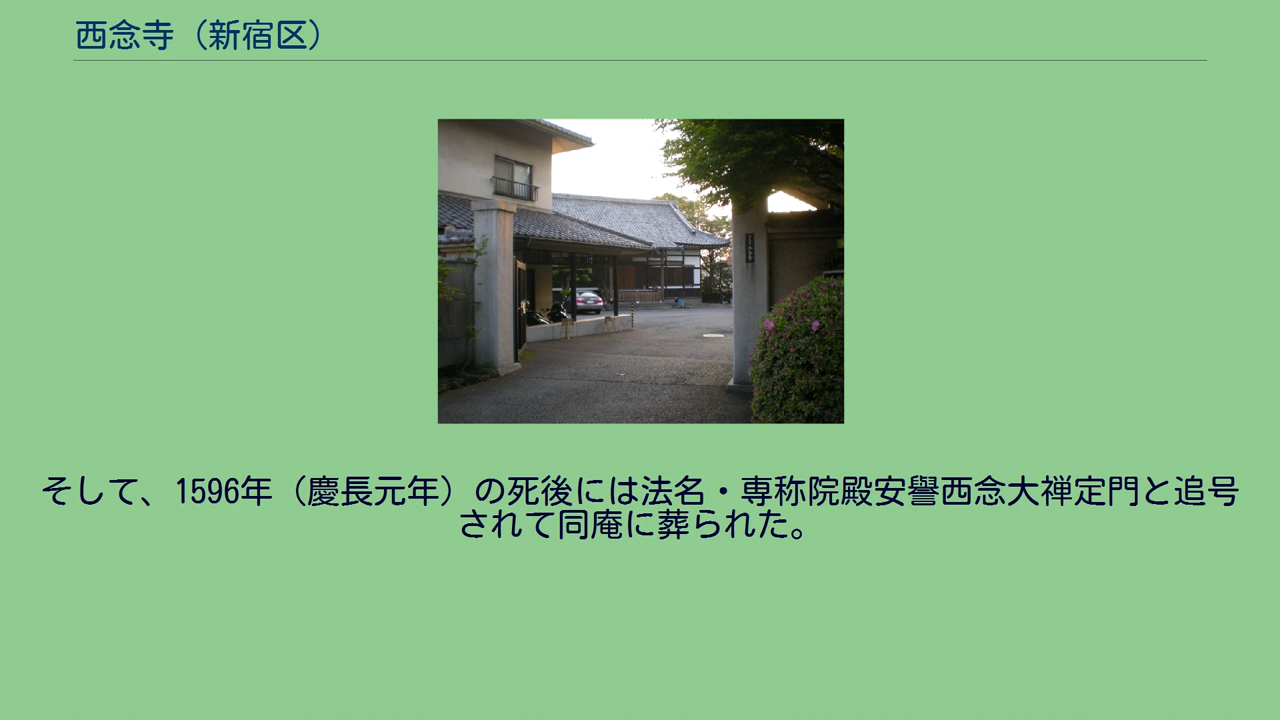 西念寺（新宿区）
そして、1596年（慶長元年）の死後には法名・専称院殿安譽西念大禅定門と追号
されて同庵に葬られた。